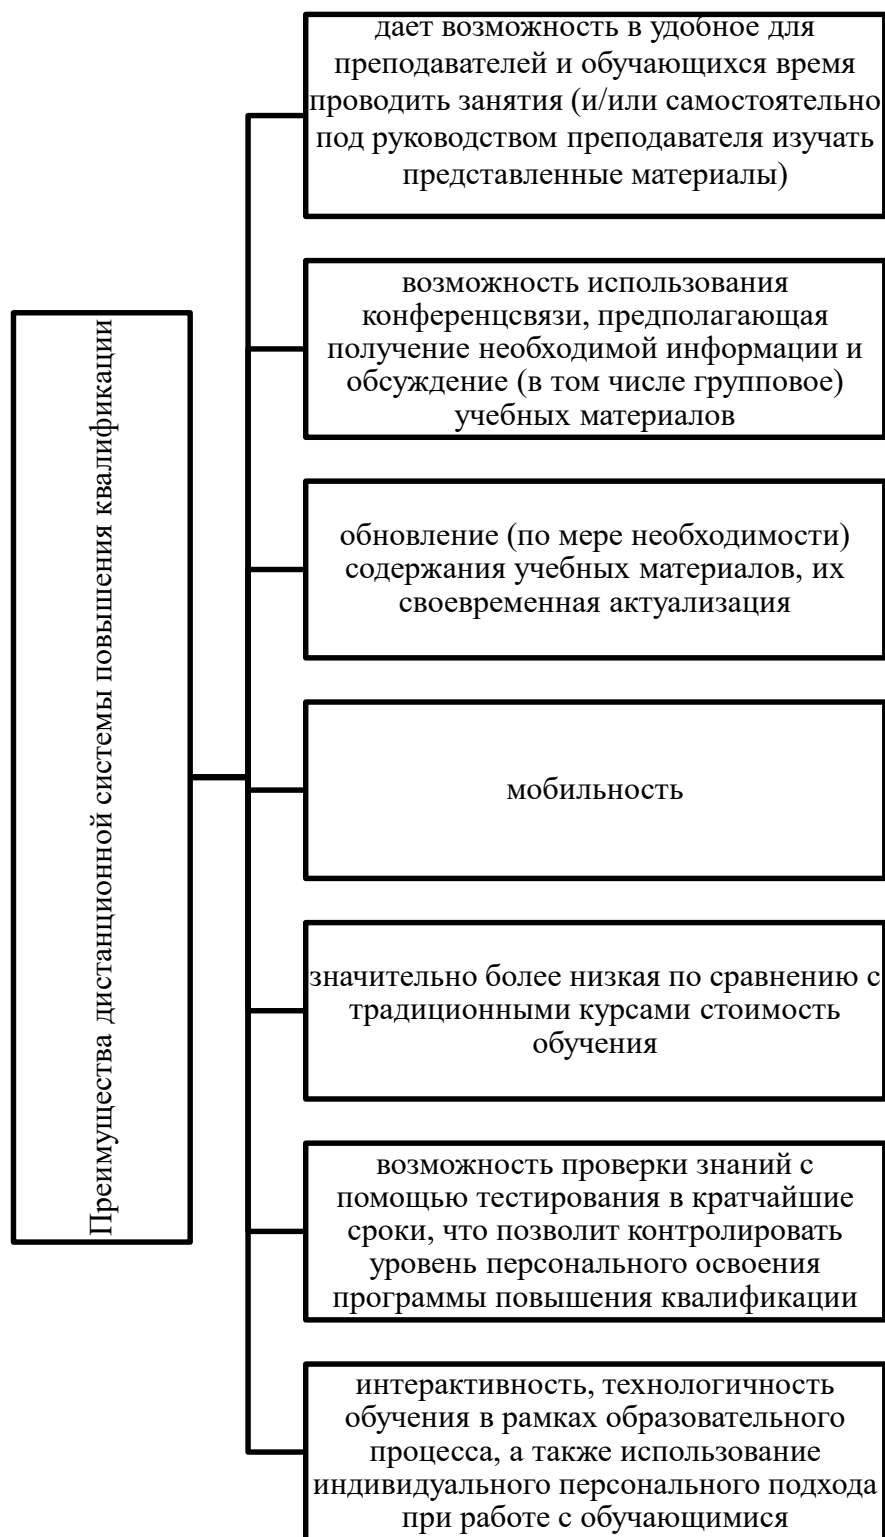 Преимущества дистанционной системы повышения квалификации
дает возможность в удобное для
преподавателей и обучающихся время
проводить занятия (и/или самостоятельно
под руководством преподавателя изучать
представленные материалы)
возможность использования
конференцсвязи, предполагающая
получение необходимой информации и
обсуждение (в том числе групповое)
учебных материалов
обновление (по мере необходимости)
содержания учебных материалов, их
своевременная актуализация
мобильность
значительно более низкая по сравнению с
традиционными курсами стоимость
обучения
возможность проверки знаний с
помощью тестирования в кратчайшие
сроки, что позволит контролировать
уровень персонального освоения
программы повышения квалификации
интерактивность, технологичность
обучения в рамках образовательного
процесса, а также использование
индивидуального персонального подхода
при работе с обучающимися